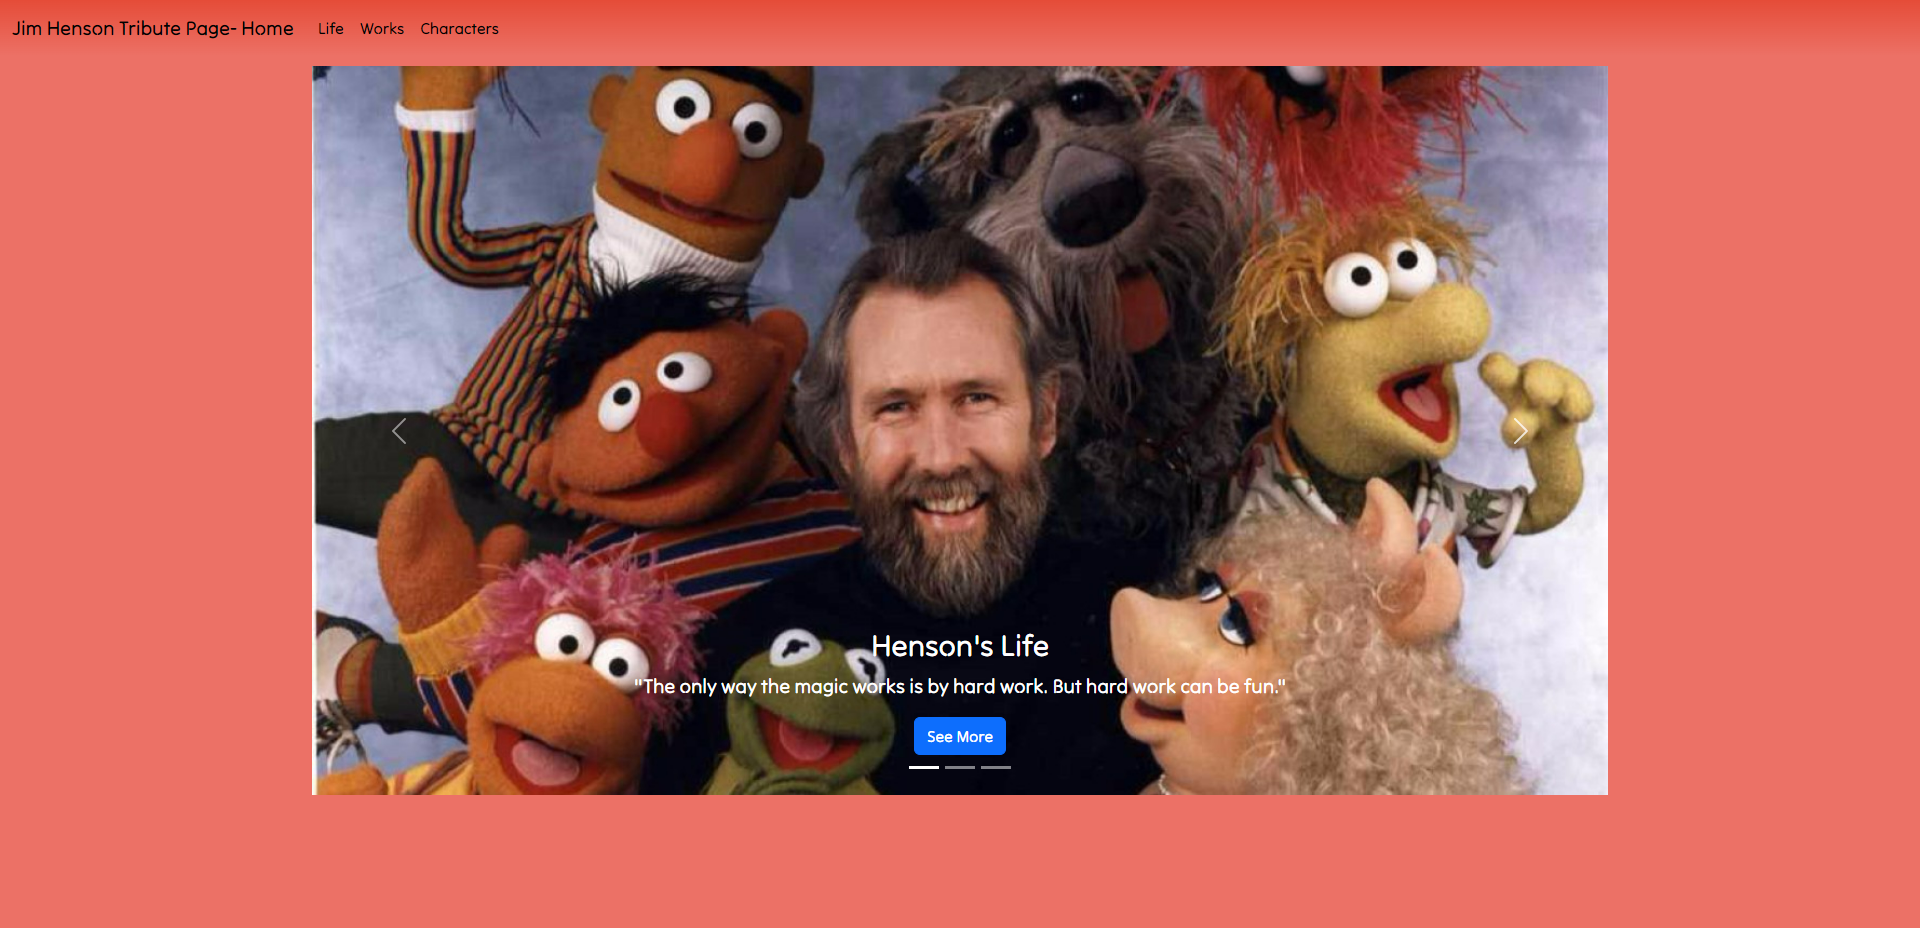 Jim Henson Tribute Page- Home Life Works Characters
Henson's Life
"The only way the magic works is by hard work. But hard work can be fun."
See More